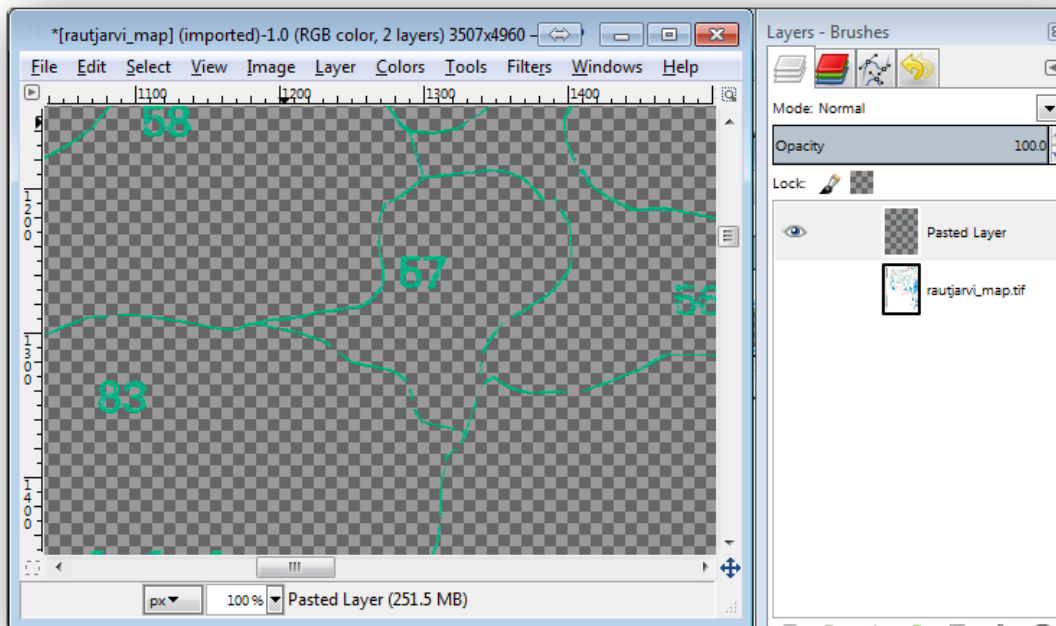 *[rautjarvi_map] (imported)-1.0 (RGB color, 2 layers) 3507x4960 –
File Edit Select View Image Layer Colors Tools Filters Windows Help
1100 1200 1300 1400
58
1200
57
56
1300
83
1400
px 100 % Pasted Layer (251.5 MB)
Layers - Brushes
Mode: Normal
Opacity 100.0
Lock:
Pasted Layer
rautjarvi_map.tif